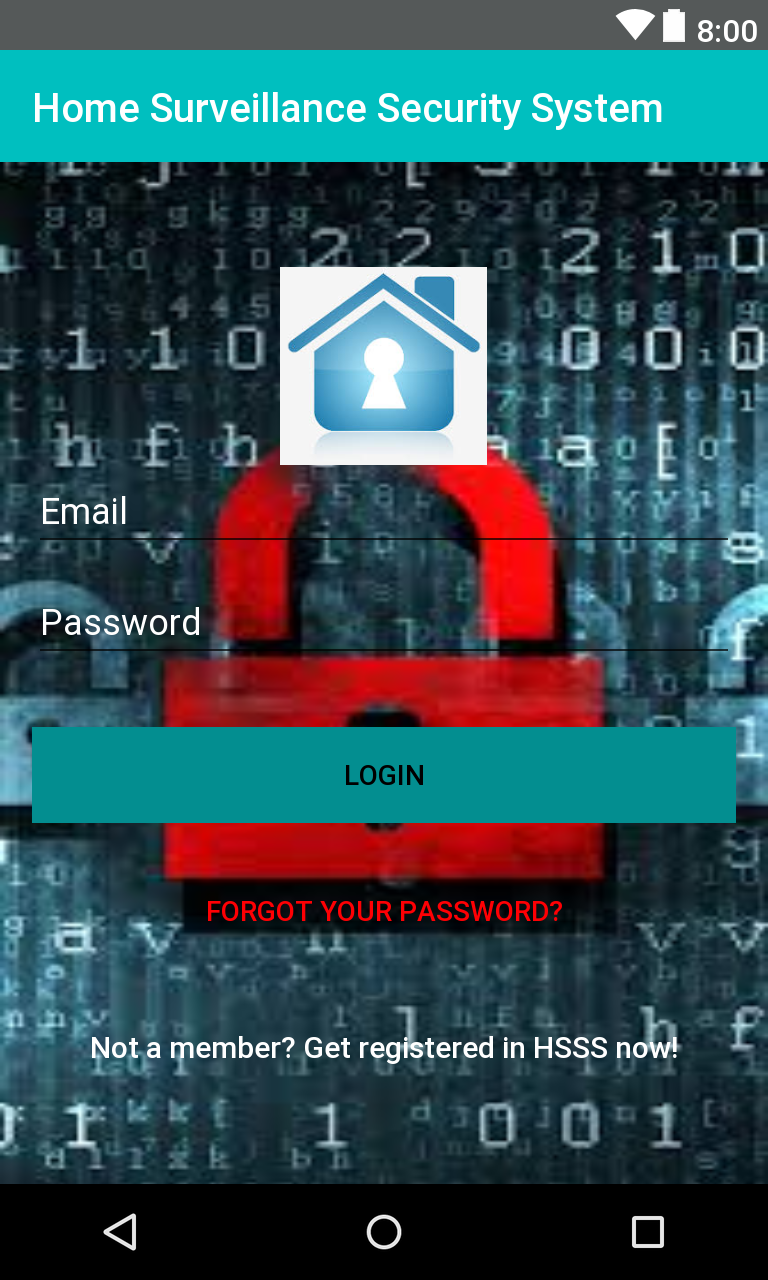 8:00
Home Surveillance Security System
Email
Password
LOGIN
FORGOT YOUR PASSWORD?
Not a member? Get registered in HSSS now!